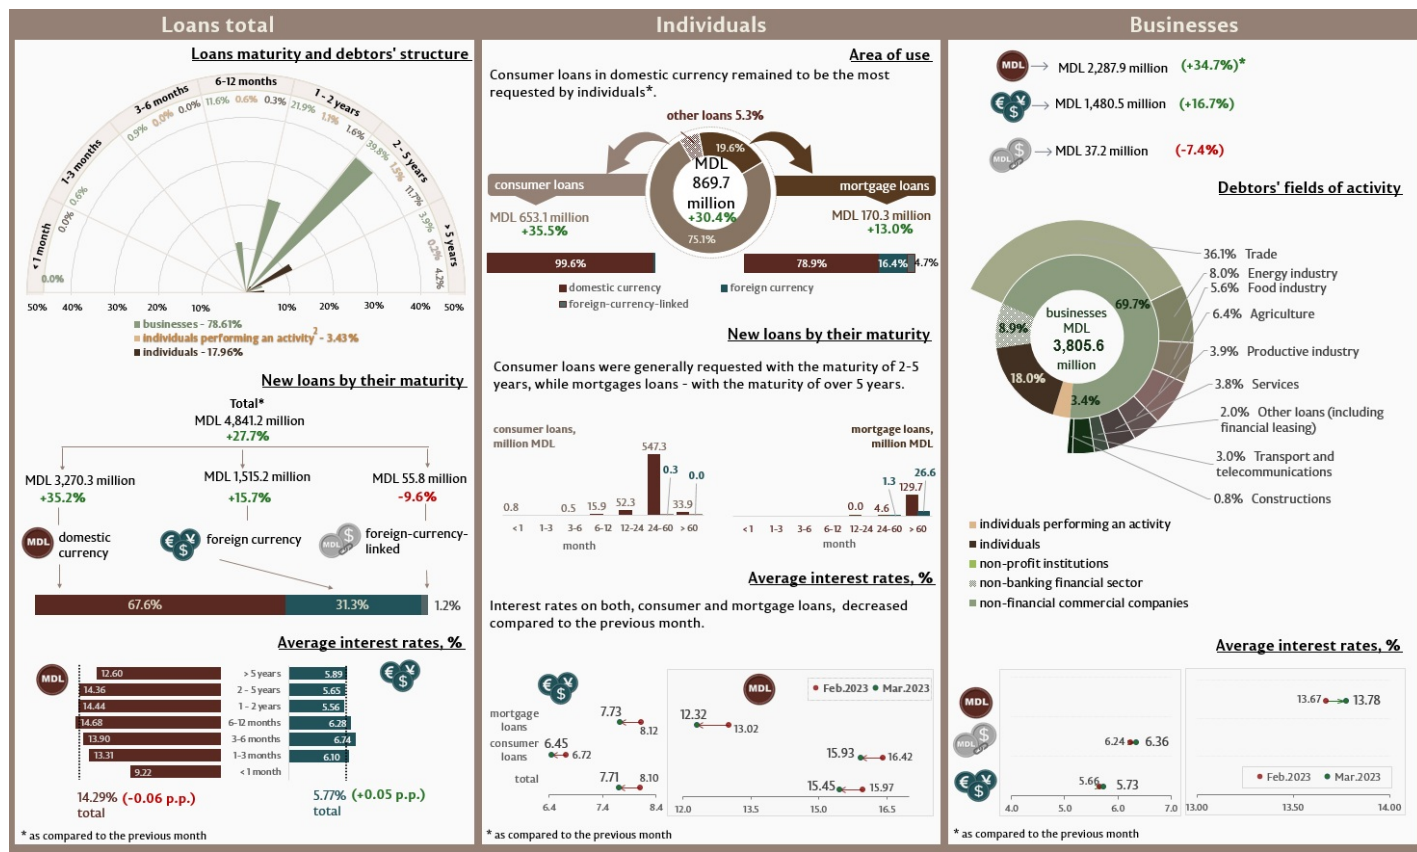 Loans total
Loans maturity and debtors' structure
< 1 month
1-3 months
3-6 months
6-12 months
1 - 2 years
2 - 5 years
> 5 years
0.0%
0.0%
0.6%
0.9%
0.0%
0.0%
11.6%
0.6%
0.3%
21.9%
1.1%
1.6%
39.8%
1.5%
11.7%
3.9%
0.2%
4.2%
50% 40% 30% 20% 10% 10% 20% 30% 40% 50%
businesses - 78.61%
individuals performing an activity2 - 3.43%
individuals - 17.96%
New loans by their maturity
Total*
MDL 4,841.2 million
+27.7%
MDL 3,270.3 million
+35.2%
MDL 1,515.2 million
+15.7%
MDL 55.8 million
-9.6%
MDL
domestic
currency
€ ¥ $
foreign currency
MDL $
foreign-currency-
linked
67.6% 31.3% 1.2%
Average interest rates, %
MDL
€ ¥ $
12.60 > 5 years 5.89
14.36 2 - 5 years 5.65
14.44 1 - 2 years 5.56
14.68 6-12 months 6.28
13.90 3-6 months 6.74
13.31 1-3 months 6.10
9.22 < 1 month
14.29% (-0.06 p.p.)
total
5.77% (+0.05 p.p.)
total
* as compared to the previous month
Individuals
Area of use
Consumer loans in domestic currency remained to be the most
requested by individuals*.
other loans 5.3%
19.6%
MDL
869.7
million
+30.4%
75.1%
consumer loans
MDL 653.1 million
+35.5%
mortgage loans
MDL 170.3 million
+13.0%
99.6%
78.9% 16.4% 4.7%
domestic currency
foreign currency
foreign-currency-linked
New loans by their maturity
Consumer loans were generally requested with the maturity of 2-5
years, while mortgages loans - with the maturity of over 5 years.
consumer loans,
million MDL
0.8 0.5 15.9 52.3 547.3 0.3 33.9 0.0
< 1 1-3 3-6 6-12 12-24 24-60 > 60
month
mortgage loans,
million MDL
0.0 4.6 1.3 129.7 26.6
< 1 1-3 3-6 6-12 12-24 24-60 > 60
month
Average interest rates, %
Interest rates on both, consumer and mortgage loans, decreased
compared to the previous month.
€ ¥ $
MDL
Feb.2023 Mar.2023
mortgage
loans
7.73 8.12
12.32 13.02
consumer
loans
6.45 6.72
15.93 16.42
total
7.71 8.10
15.45 15.97
6.4 7.4 8.4
12.0 13.5 15.0 16.5
* as compared to the previous month
Businesses
MDL MDL 2,287.9 million (+34.7%)*
€ ¥ $ MDL 1,480.5 million (+16.7%)
MDL $ MDL 37.2 million (-7.4%)
Debtors' fields of activity
businesses
MDL
3,805.6
million
69.7%
8.9%
18.0%
3.4%
36.1% Trade
8.0% Energy industry
5.6% Food industry
6.4% Agriculture
3.9% Productive industry
3.8% Services
2.0% Other loans (including
financial leasing)
3.0% Transport and
telecommunications
0.8% Constructions
individuals performing an activity
individuals
non-profit institutions
non-banking financial sector
non-financial commercial companies
Average interest rates, %
MDL
13.67 13.78
MDL $
6.24 6.36
€ ¥ $
5.66 5.73
Feb.2023 Mar.2023
4.0 5.0 6.0 7.0
13.00 13.50 14.00
* as compared to the previous month